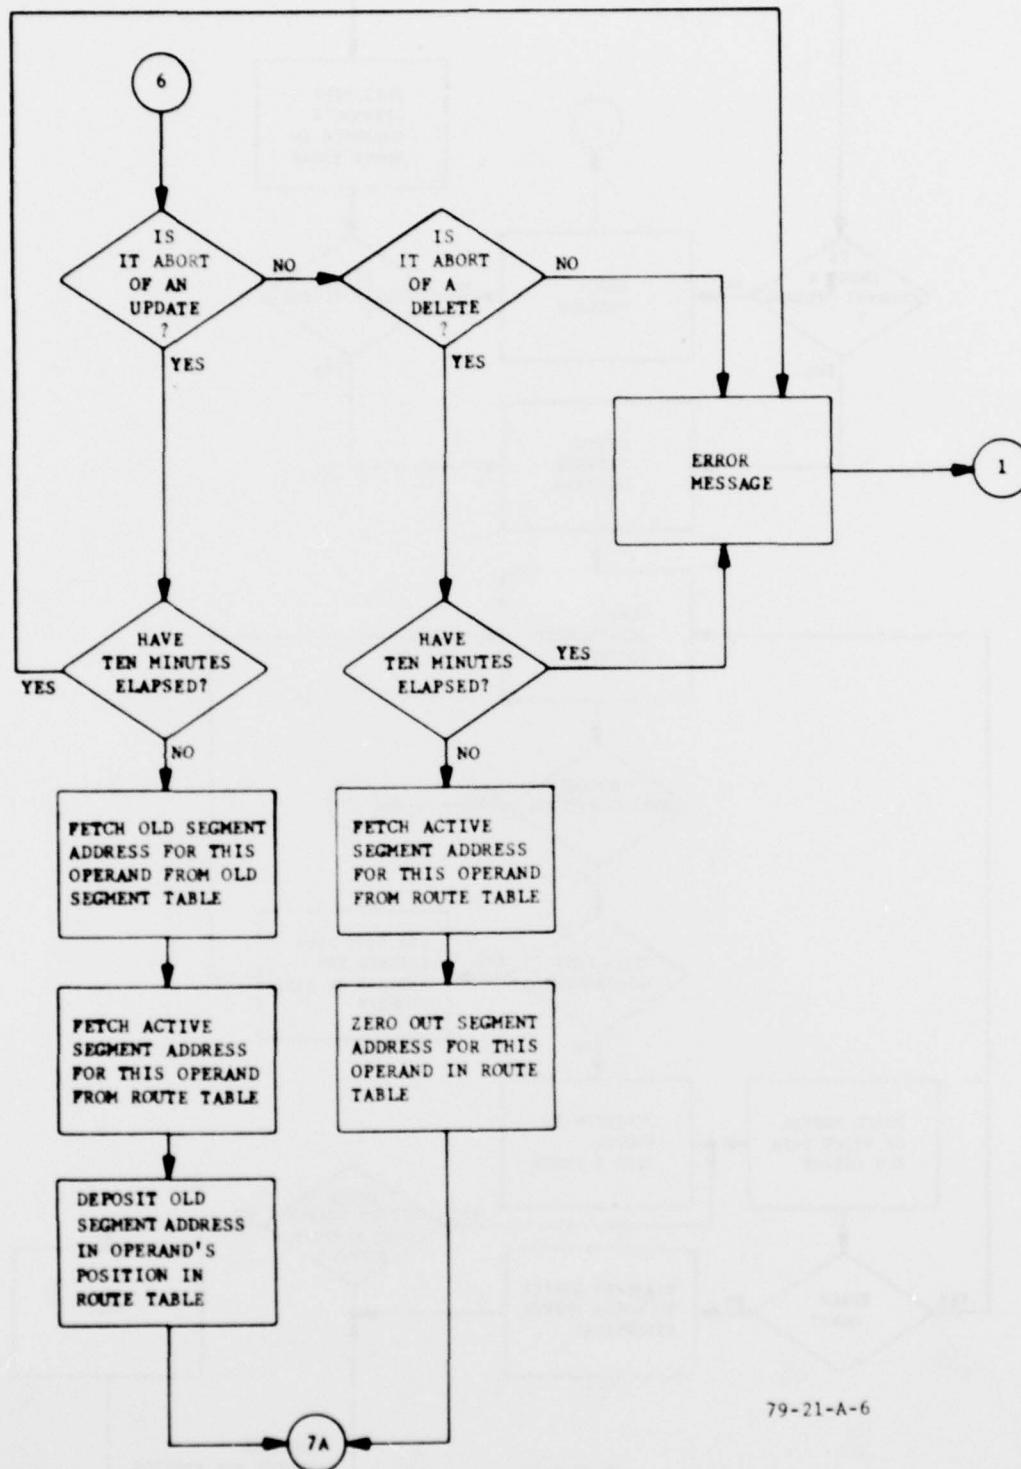 6
IS
IT ABORT
OF AN
UPDATE
?
NO
YES
IS
IT ABORT
OF A
DELETE
?
NO
YES
ERROR
MESSAGE
1
HAVE
TEN MINUTES
ELAPSED?
YES
NO
HAVE
TEN MINUTES
ELAPSED?
YES
NO
FETCH OLD SEGMENT
ADDRESS FOR THIS
OPERAND FROM OLD
SEGMENT TABLE
FETCH ACTIVE
SEGMENT ADDRESS
FOR THIS OPERAND
FROM ROUTE TABLE
FETCH ACTIVE
SEGMENT ADDRESS
FOR THIS OPERAND
FROM ROUTE TABLE
ZERO OUT SEGMENT
ADDRESS FOR THIS
OPERAND IN ROUTE
TABLE
DEPOSIT OLD
SEGMENT ADDRESS
IN OPERAND'S
POSITION IN
ROUTE TABLE
7A
79-21-A-6